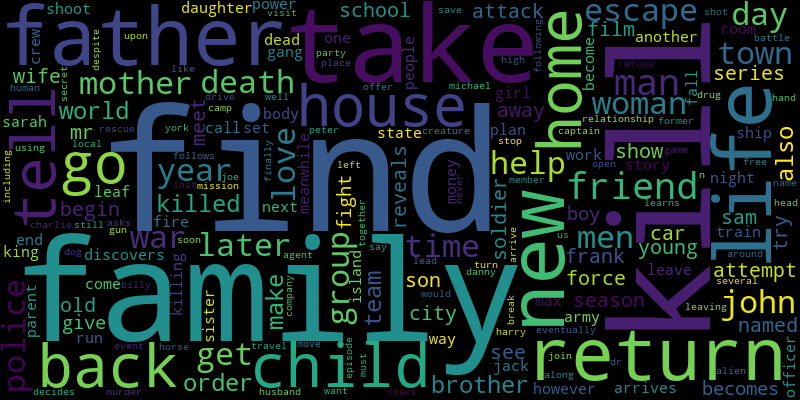 shoot
daughter
power
visit
school
attack
save
shot
battle
escape
day
father
take
crew
despite
upon
dead
gang
one
party
place
people
high
following
film
another
room
town
wife
mother
death
house
girl
home
become
man
fall
series
human
secret
like
offer
michael
refuse
drug
hand
kill
life
world
meet
drive
well
camp
body
away
woman
sarah
mr
rescue
york
call
set
peter
creature
state
plan
captain
relationship
former
ship
also
tell
using
local
find
love
meanwhile
stop
help
work
open
show
game
free
go
year
follows
finally
left
reveals
money
never
member
friend
story
night
name
including
leaf
last
joe
mission
next
fight
soldier
new
boy
learns
n
sam
head
begin
killed
together
try
charlie
still
asks
fire
war
gun
later
group
time
us
men
car
train
king
end
discovers
soon
agent
say
arrive
frank
young
around
family
dog
killing
island
lead
turn
son
danny
force
leave
attempt
several
police
parent
old
come
billy
sister
make
company
team
would
city
break
max
season
leaving
john
give
army
named
run
event
horse
travel
move
episode
way
harry
eventually
officer
back
get
child
must
see
jack
return
join
dr
along
alien
decides
murder
order
husband
want
start
brother
however
arrives
becomes